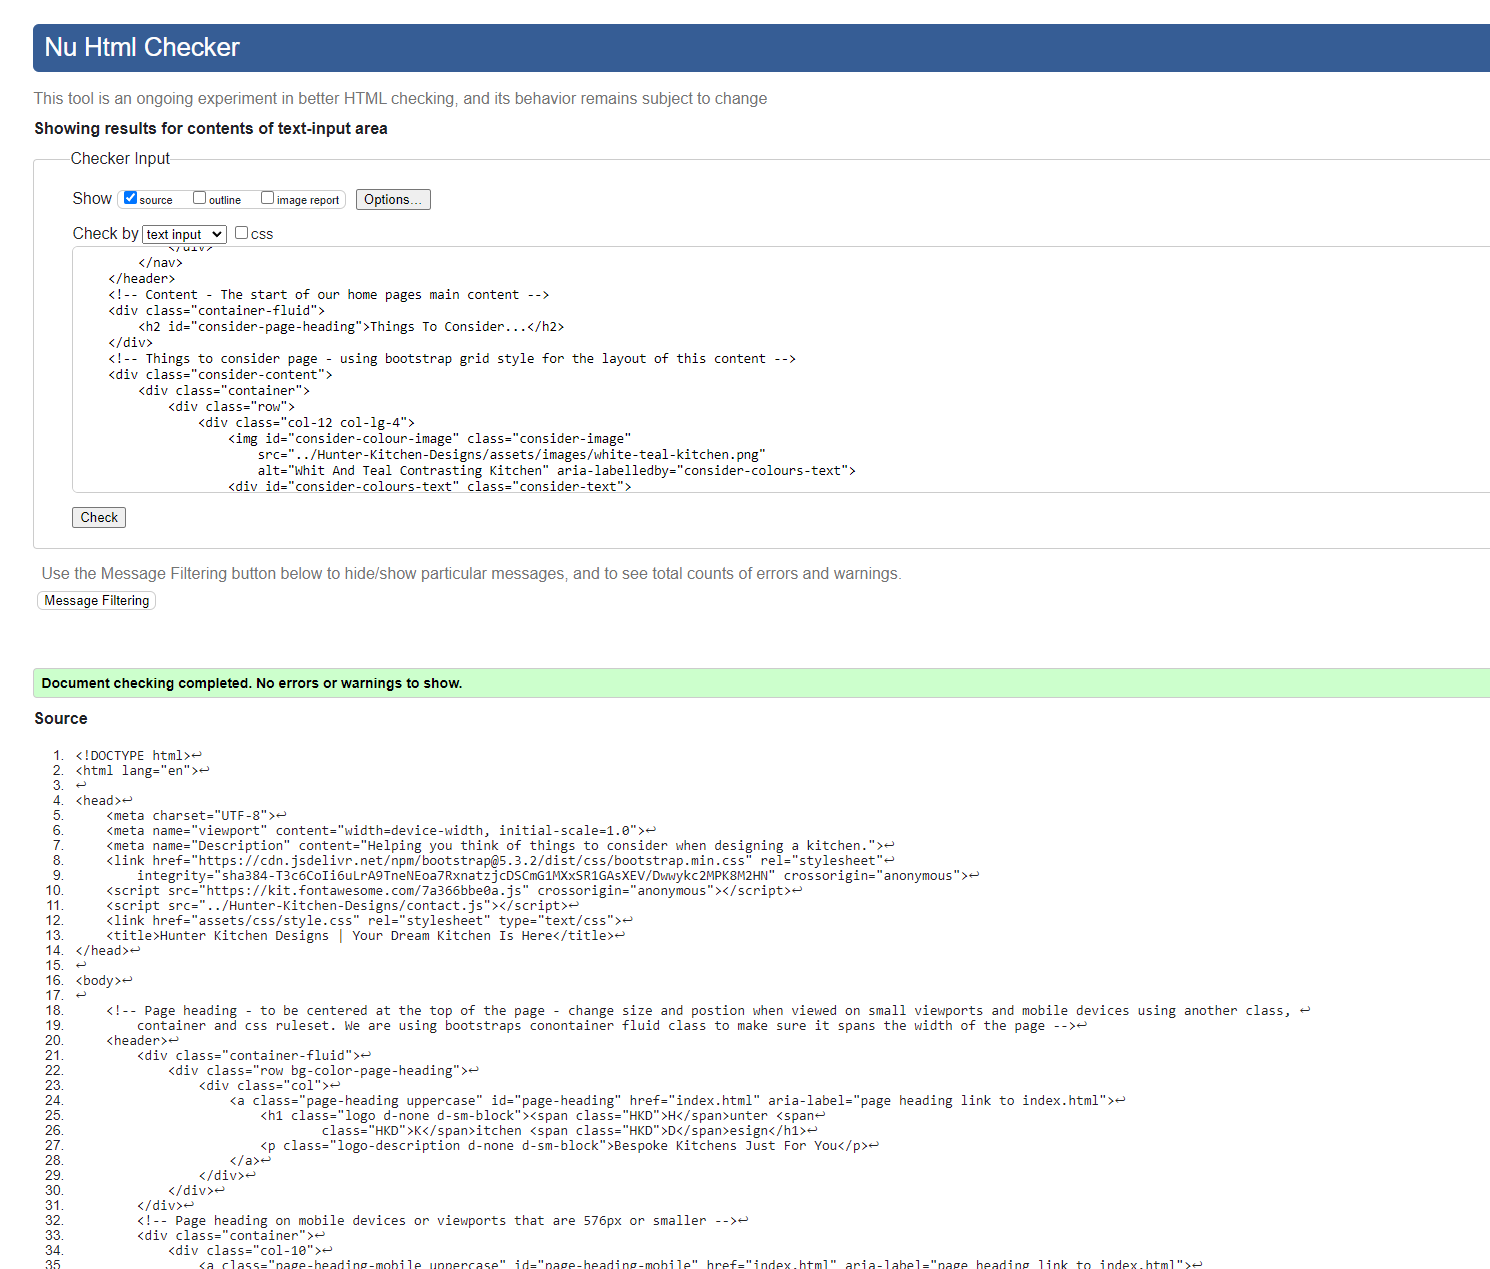 Nu Html Checker
This tool is an ongoing experiment in better HTML checking, and its behavior remains subject to change
Showing results for contents of text-input area
Checker Input
Show source outline image report Options...
Check by text input css
</div>
</nav>
</header>
<!-- Content - The start of our home pages main content -->
<div class="container-fluid">
<h2 id="consider-page-heading">Things To Consider...</h2>
</div>
<!-- Things to consider page - using bootstrap grid style for the layout of this content -->
<div class="consider-content">
<div class="container">
<div class="row">
<div class="col-12 col-lg-4">
<img id="consider-colour-image" class="consider-image"
src="../Hunter-Kitchen-Designs/assets/images/white-teal-kitchen.png"
alt="Whit And Teal Contrasting Kitchen" aria-labelledby="consider-colours-text">
<div id="consider-colours-text" class="consider-text">
Check
Use the Message Filtering button below to hide/show particular messages, and to see total counts of errors and warnings.
Message Filtering
Document checking completed. No errors or warnings to show.
Source
1. <!DOCTYPE html>↩
2. <html lang="en">↩
3. ↩
4. <head>↩
5. <meta charset="UTF-8">↩
6. <meta name="viewport" content="width=device-width, initial-scale=1.0">↩
7. <meta name="Description" content="Helping you think of things to consider when designing a kitchen.">↩
8. <link href="https://cdn.jsdelivr.net/npm/bootstrap@5.3.2/dist/css/bootstrap.min.css" rel="stylesheet"↩
9. integrity="sha384-T3c6CoIi6uLrA9TneNEoa7RxnatzjcDSCmG1MXxSR1GAsXEV/Dwwykc2MPK8M2HN" crossorigin="anonymous">↩
10. <script src="https://kit.fontawesome.com/7a366bbe0a.js" crossorigin="anonymous"></script>↩
11. <script src="../Hunter-Kitchen-Designs/contact.js"></script>↩
12. <link href="assets/css/style.css" rel="stylesheet" type="text/css">↩
13. <title>Hunter Kitchen Designs | Your Dream Kitchen Is Here</title>↩
14. </head>↩
15. ↩
16. <body>↩
17. ↩
18. <!-- Page heading - to be centered at the top of the page - change size and postion when viewed on small viewports and mobile devices using another class, ↩
19. container and css ruleset. We are using bootstraps conontainer fluid class to make sure it spans the width of the page -->↩
20. <header>↩
21. <div class="container-fluid">↩
22. <div class="row bg-color-page-heading">↩
23. <div class="col">↩
24. <a class="page-heading uppercase" id="page-heading" href="index.html" aria-label="page heading link to index.html">↩
25. <h1 class="logo d-none d-sm-block"><span class="HKD">H</span>unter <span↩
26. class="HKD">K</span>itchen <span class="HKD">D</span>esign</h1>↩
27. <p class="logo-description d-none d-sm-block">Bespoke Kitchens Just For You</p>↩
28. </a>↩
29. </div>↩
30. </div>↩
31. </div>↩
32. <!-- Page heading on mobile devices or viewports that are 576px or smaller -->↩
33. <div class="container">↩
34. <div class="col-10">↩
35. <a class="page-heading-mobile uppercase" id="page-heading-mobile" href="index.html" aria-label="page heading link to index.html">↩